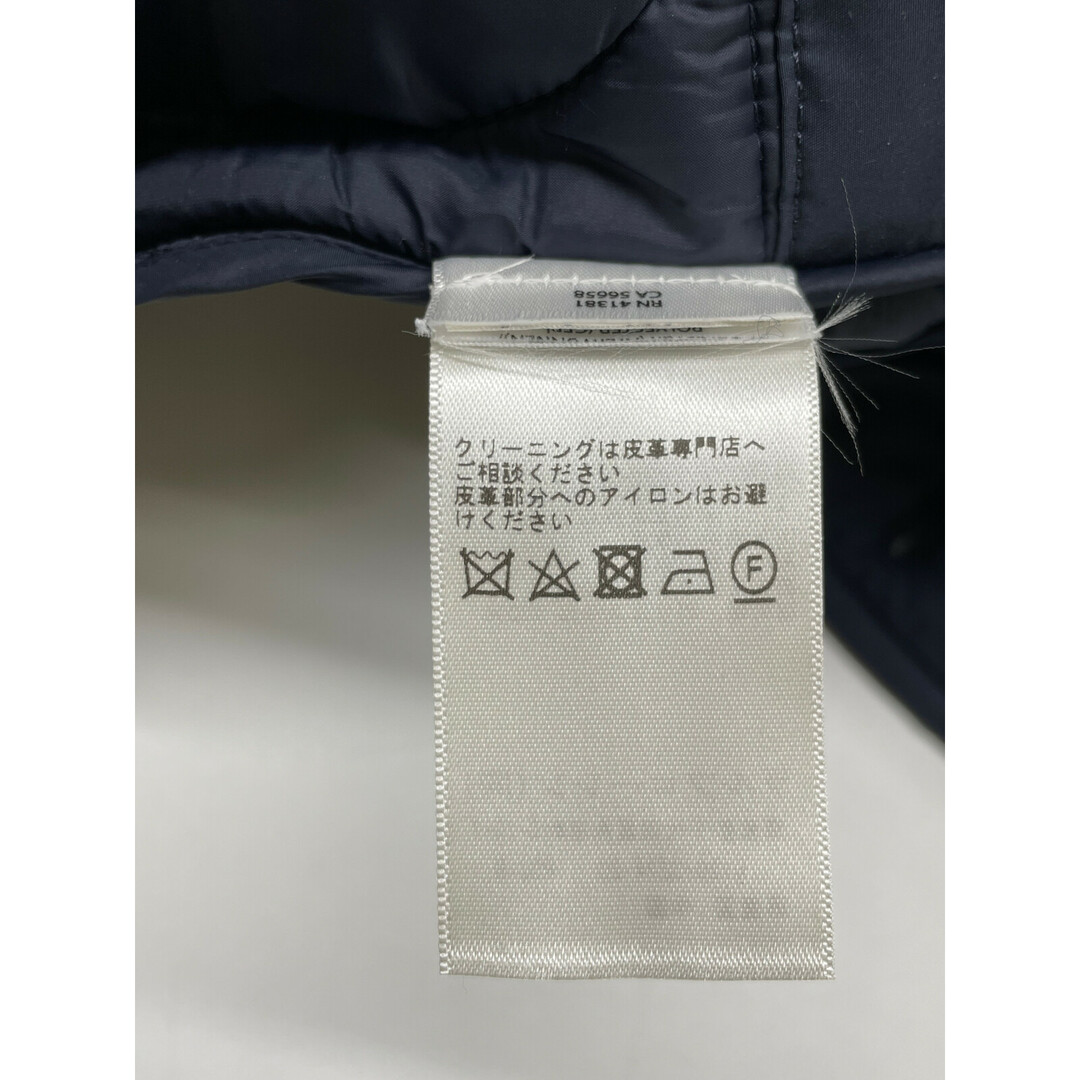 RN 41381
CA 56658
クリーニングは皮革専門店へ
ご相談ください
皮革部分へのアイロンはお避
けください
F